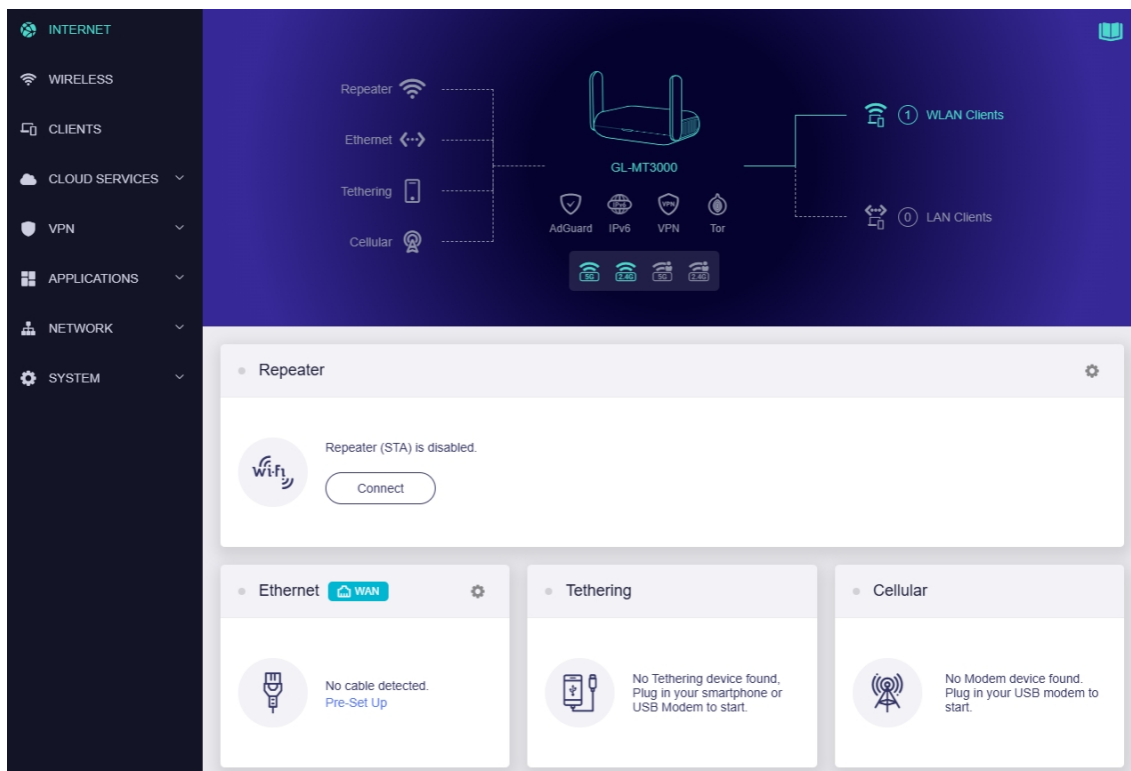 INTERNET
WIRELESS
CLIENTS
CLOUD SERVICES
VPN
APPLICATIONS
NETWORK
SYSTEM
Repeater
Ethernet
Tethering
Cellular
GL-MT3000
AdGuard IPv6 VPN Tor
5G 2.4G 5G 2.4G
1 WLAN Clients
0 LAN Clients
Repeater
Wi-Fi
Repeater (STA) is disabled.
Connect
Ethernet WAN
No cable detected.
Pre-Set Up
Tethering
No Tethering device found,
Plug in your smartphone or
USB Modem to start.
Cellular
No Modem device found.
Plug in your USB modem to
start.